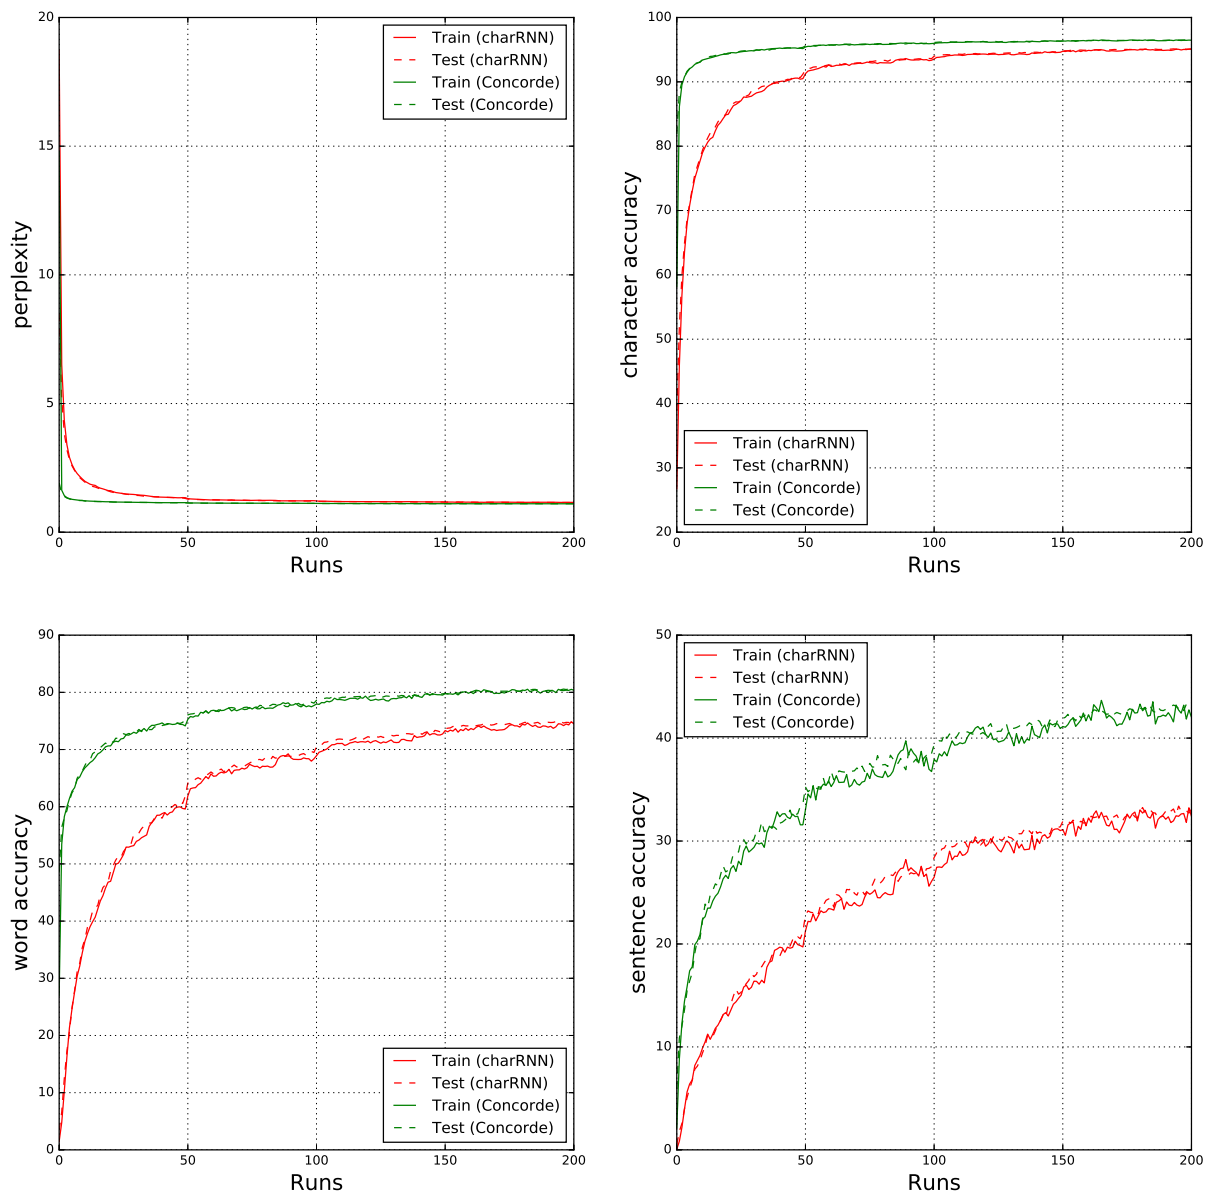 20
15
10
5
0
perplexity
Train (charRNN)
Test (charRNN)
Train (Concorde)
Test (Concorde)
0 50 100 150 200
Runs
100
90
80
70
60
50
40
30
20
character accuracy
Train (charRNN)
Test (charRNN)
Train (Concorde)
Test (Concorde)
0 50 100 150 200
Runs
90
80
70
60
50
40
30
20
10
0
word accuracy
Train (charRNN)
Test (charRNN)
Train (Concorde)
Test (Concorde)
0 50 100 150 200
Runs
50
40
30
20
10
0
sentence accuracy
Train (charRNN)
Test (charRNN)
Train (Concorde)
Test (Concorde)
0 50 100 150 200
Runs